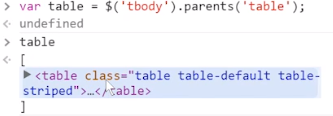 > var table = $('tbody').parents('table');
< undefined
> table
< [
▶<table class="table table-default table-
striped">…</table>
]